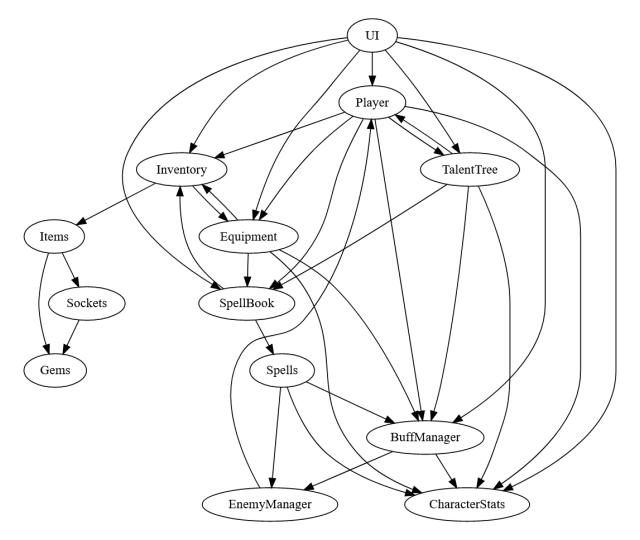 UI
Player
Inventory
TalentTree
Items
Equipment
Sockets
SpellBook
Gems
Spells
BuffManager
EnemyManager
CharacterStats